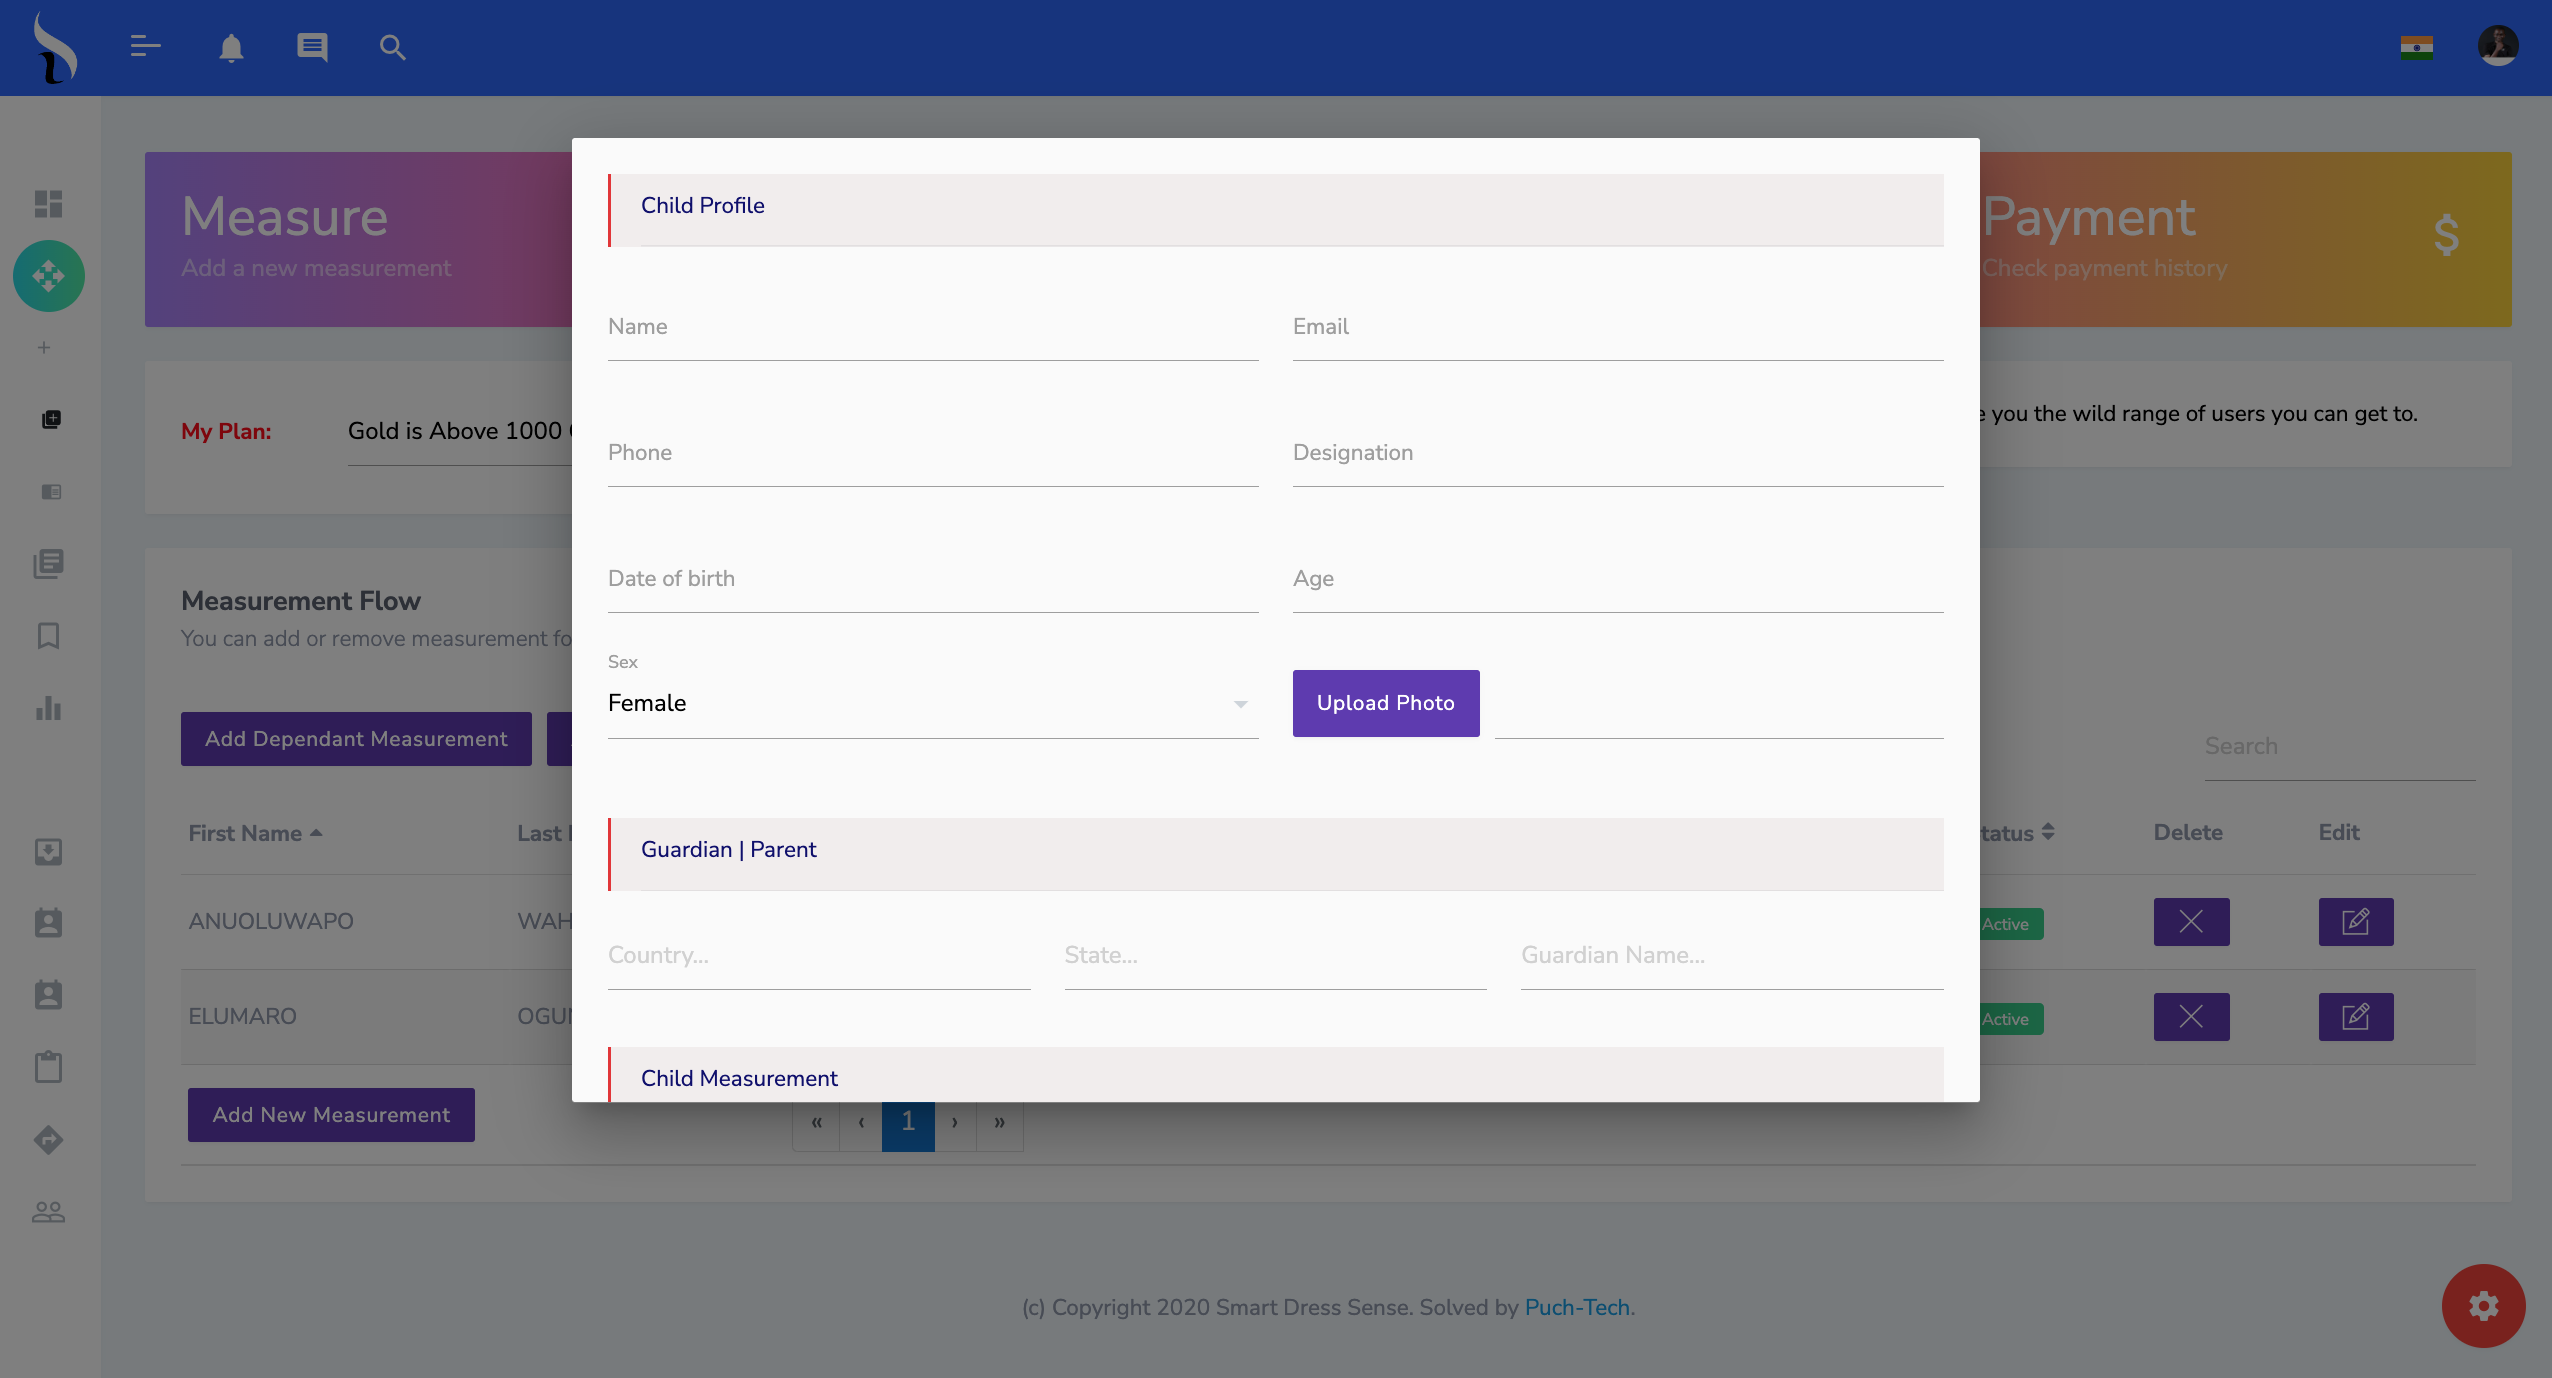 Measure
Add a new measurement
Payment
Check payment history
$
My Plan:
Gold is Above 1000
you the wild range of users you can get to.
Measurement Flow
You can add or remove measurement fo
Add Dependant Measurement
Search
First Name
Last
tatus
Delete
Edit
ANUOLUWAPO
WAH
Active
ELUMARO
OGUN
Active
Add New Measurement
« ‹ 1 › »
Child Profile
Name
Email
Phone
Designation
Date of birth
Age
Sex
Female
Upload Photo
Guardian | Parent
Country...
State...
Guardian Name...
Child Measurement
(c) Copyright 2020 Smart Dress Sense. Solved by Puch-Tech.